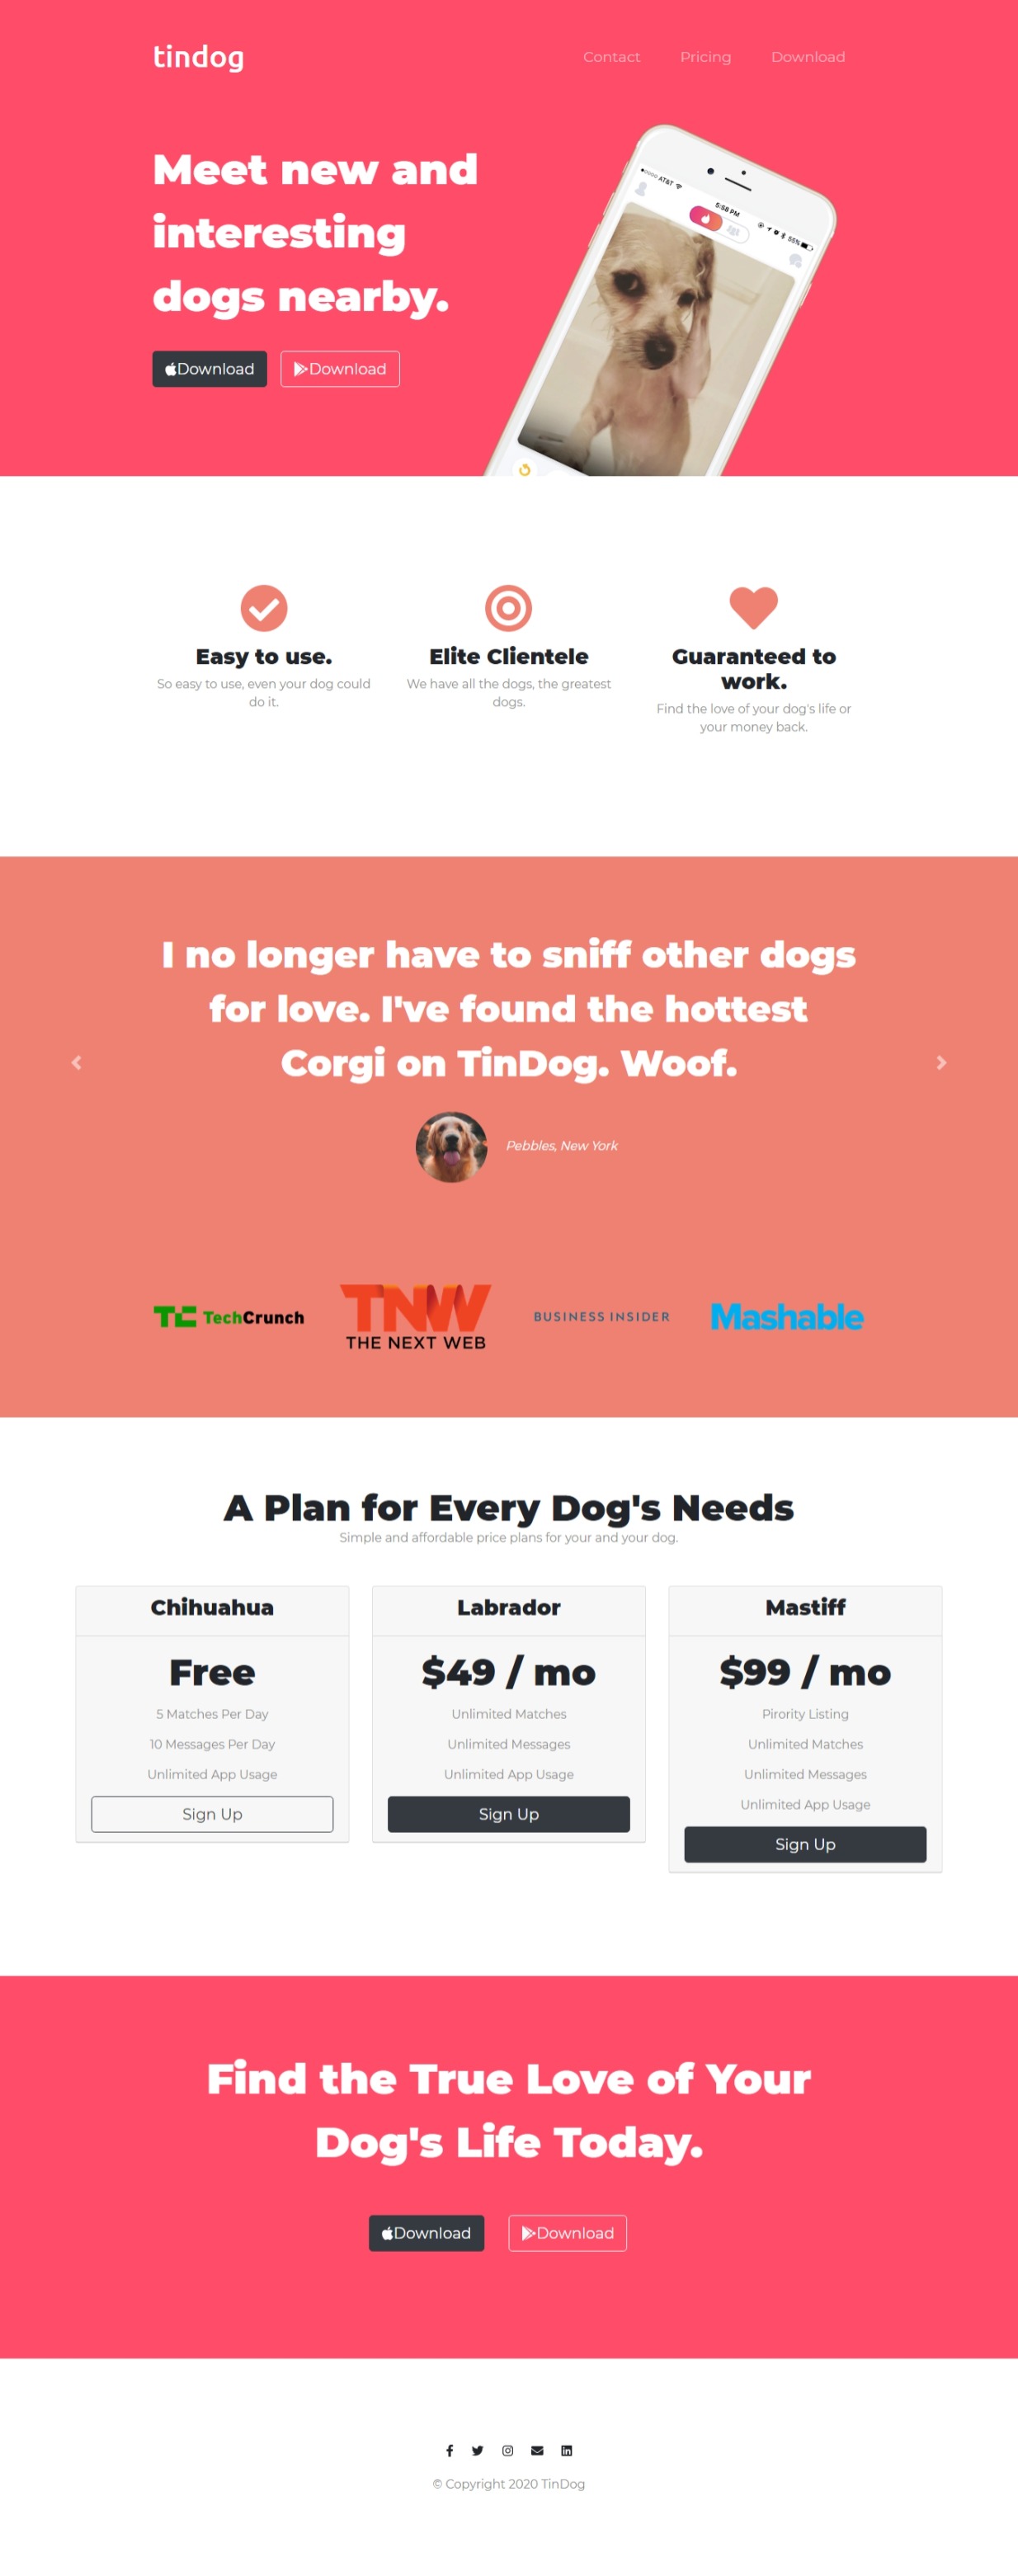 tindog
Contact Pricing Download
Meet new and
interesting
dogs nearby.
Download Download
AT&T 5:58 PM 55%
Easy to use.
So easy to use, even your dog could
do it.
Elite Clientele
We have all the dogs, the greatest
dogs.
Guaranteed to
work.
Find the love of your dog's life or
your money back.
I no longer have to sniff other dogs
for love. I've found the hottest
Corgi on TinDog. Woof.
Pebbles, New York
TC TechCrunch
TNW
THE NEXT WEB
BUSINESS INSIDER
Mashable
A Plan for Every Dog's Needs
Simple and affordable price plans for your and your dog.
Chihuahua
Free
5 Matches Per Day
10 Messages Per Day
Unlimited App Usage
Sign Up
Labrador
$49 / mo
Unlimited Matches
Unlimited Messages
Unlimited App Usage
Sign Up
Mastiff
$99 / mo
Pirority Listing
Unlimited Matches
Unlimited Messages
Unlimited App Usage
Sign Up
Find the True Love of Your
Dog's Life Today.
Download Download
© Copyright 2020 TinDog